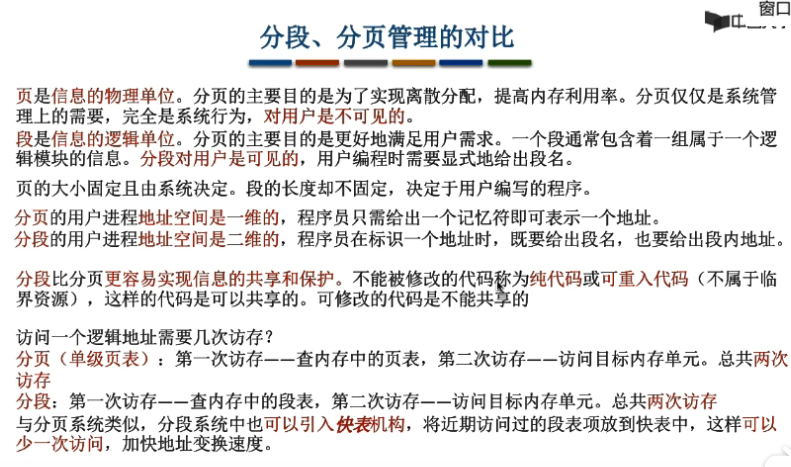 窗口
分段、分页管理的对比
页是信息的物理单位。分页的主要目的是为了实现离散分配，提高内存利用率。分页仅仅是系统管
理上的需要，完全是系统行为，对用户是不可见的。
段是信息的逻辑单位。分页的主要目的是更好地满足用户需求。一个段通常包含着一组属于一个逻
辑模块的信息。分段对用户是可见的，用户编程时需要显式地给出段名。
页的大小固定且由系统决定。段的长度却不固定，决定于用户编写的程序。
分页的用户进程地址空间是一维的，程序员只需给出一个记忆符即可表示一个地址。
分段的用户进程地址空间是二维的，程序员在标识一个地址时，既要给出段名，也要给出段内地址。
分段比分页更容易实现信息的共享和保护。不能被修改的代码称为纯代码或可重入代码（不属于临
界资源），这样的代码是可以共享的。可修改的代码是不能共享的
访问一个逻辑地址需要几次访存？
分页（单级页表）：第一次访存——查内存中的页表，第二次访存——访问目标内存单元。总共两次
访存
分段：第一次访存——查内存中的段表，第二次访存——访问目标内存单元。总共两次访存
与分页系统类似，分段系统中也可以引入快表机构，将近期访问过的段表项放到快表中，这样可以
少一次访问，加快地址变换速度。